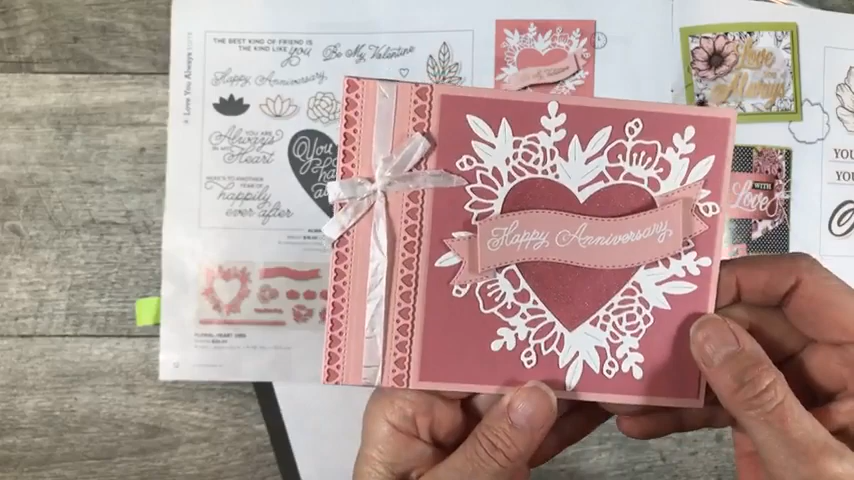 Love You Always
THE BEST KIND OF FRIEND IS
THE KIND LIKE you
Be My Valentine
Happy Anniversary
YOU ARE
Always
in my
Heart
You
HERE'S TO ANOTHER
YEAR OF
happily
ever after
Happy Anniversary
Love
Always
WITH
Love
FLORAL HEART DIES
12